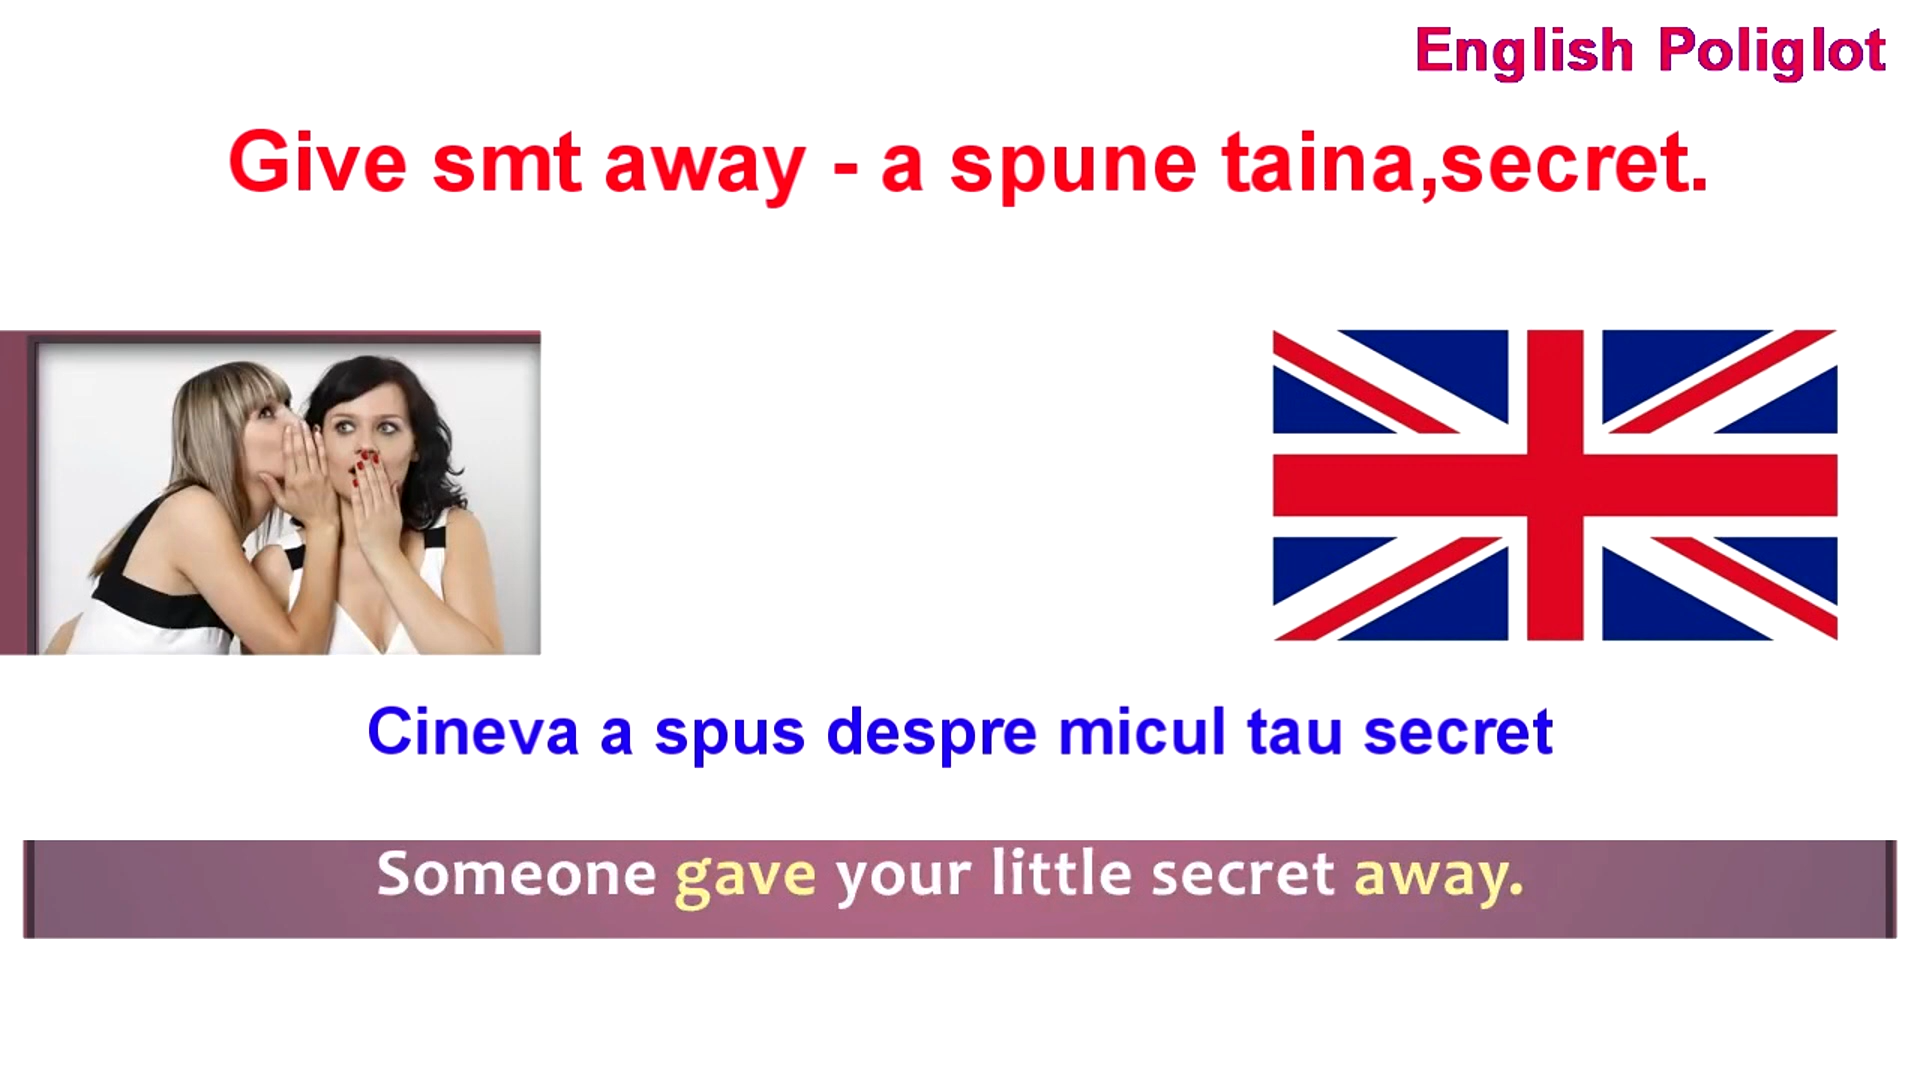 English Poliglot
Give smt away - a spune taina,secret.
Cineva a spus despre micul tau secret
Someone gave your little secret away.